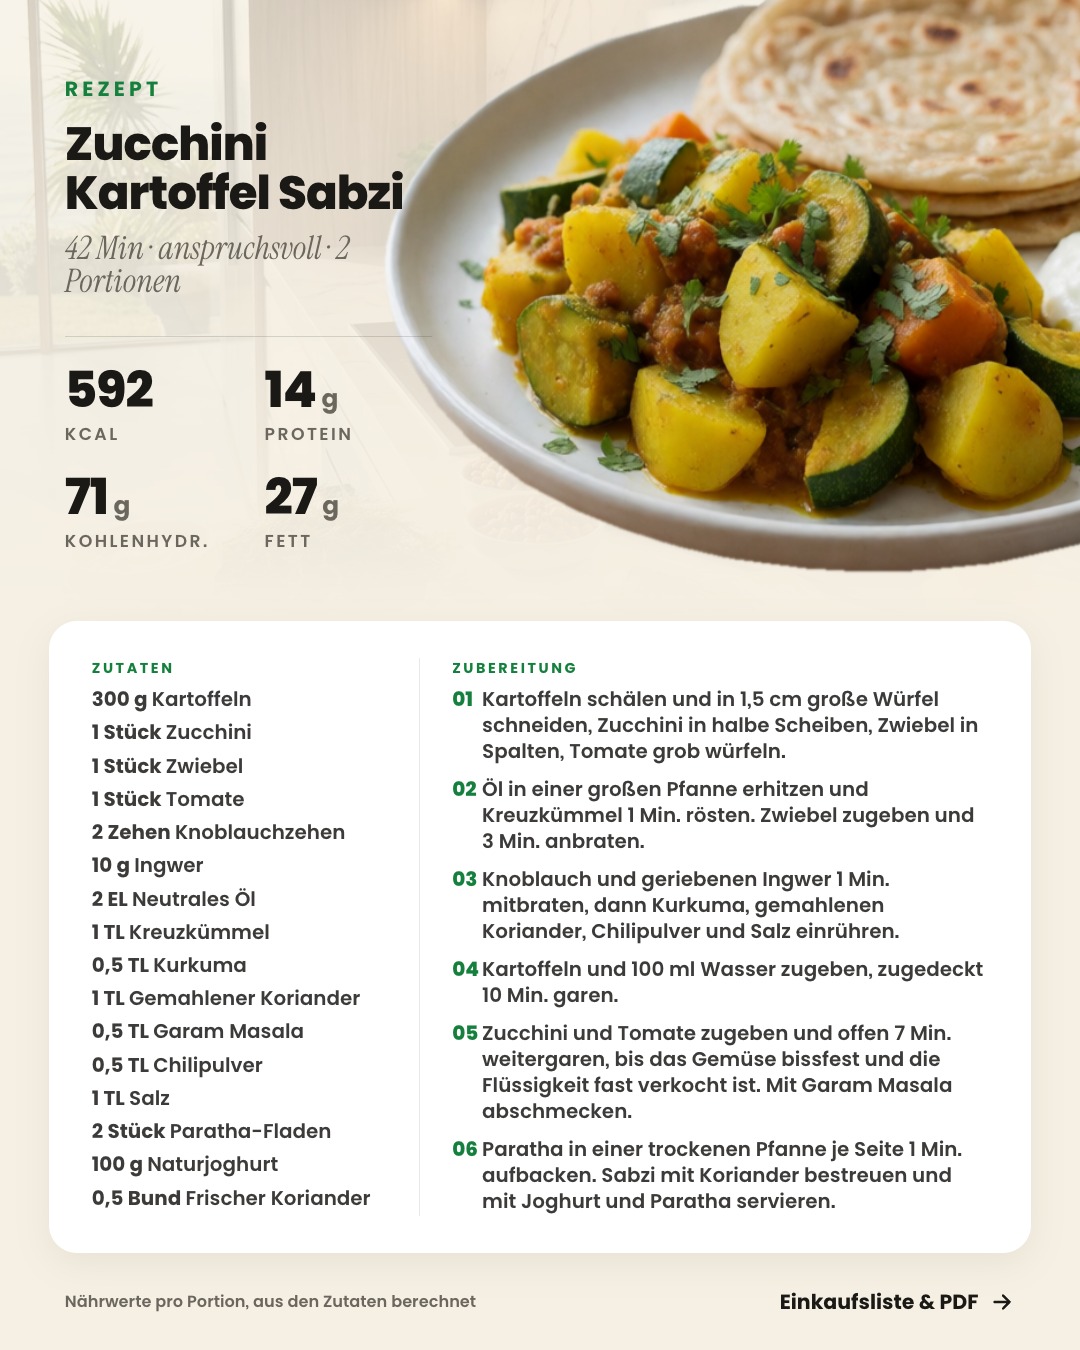 REZEPT
Zucchini
Kartoffel Sabzi
42 Min · anspruchsvoll · 2
Portionen
592
KCAL
14 g
PROTEIN
71 g
KOHLENHYDR.
27 g
FETT
ZUTATEN
300 g Kartoffeln
1 Stück Zucchini
1 Stück Zwiebel
1 Stück Tomate
2 Zehen Knoblauchzehen
10 g Ingwer
2 EL Neutrales Öl
1 TL Kreuzkümmel
0,5 TL Kurkuma
1 TL Gemahlener Koriander
0,5 TL Garam Masala
0,5 TL Chilipulver
1 TL Salz
2 Stück Paratha-Fladen
100 g Naturjoghurt
0,5 Bund Frischer Koriander
ZUBEREITUNG
01 Kartoffeln schälen und in 1,5 cm große Würfel
schneiden, Zucchini in halbe Scheiben, Zwiebel in
Spalten, Tomate grob würfeln.
02 Öl in einer großen Pfanne erhitzen und
Kreuzkümmel 1 Min. rösten. Zwiebel zugeben und
3 Min. anbraten.
03 Knoblauch und geriebenen Ingwer 1 Min.
mitbraten, dann Kurkuma, gemahlenen
Koriander, Chilipulver und Salz einrühren.
04 Kartoffeln und 100 ml Wasser zugeben, zugedeckt
10 Min. garen.
05 Zucchini und Tomate zugeben und offen 7 Min.
weitergaren, bis das Gemüse bissfest und die
Flüssigkeit fast verkocht ist. Mit Garam Masala
abschmecken.
06 Paratha in einer trockenen Pfanne je Seite 1 Min.
aufbacken. Sabzi mit Koriander bestreuen und
mit Joghurt und Paratha servieren.
Nährwerte pro Portion, aus den Zutaten berechnet
Einkaufsliste & PDF →